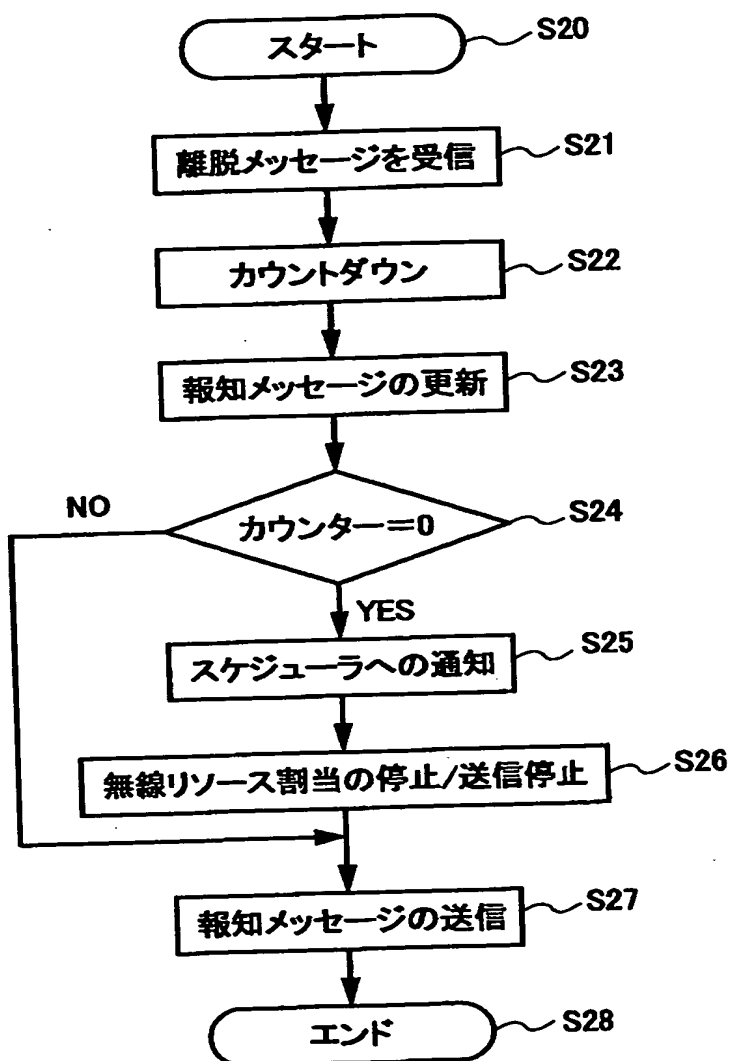 スタート
S20
離脱メッセージを受信
S21
カウントダウン
S22
報知メッセージの更新
S23
カウンター=0
S24
NO
YES
スケジューラへの通知
S25
無線リソース割当の停止/送信停止
S26
報知メッセージの送信
S27
エンド
S28